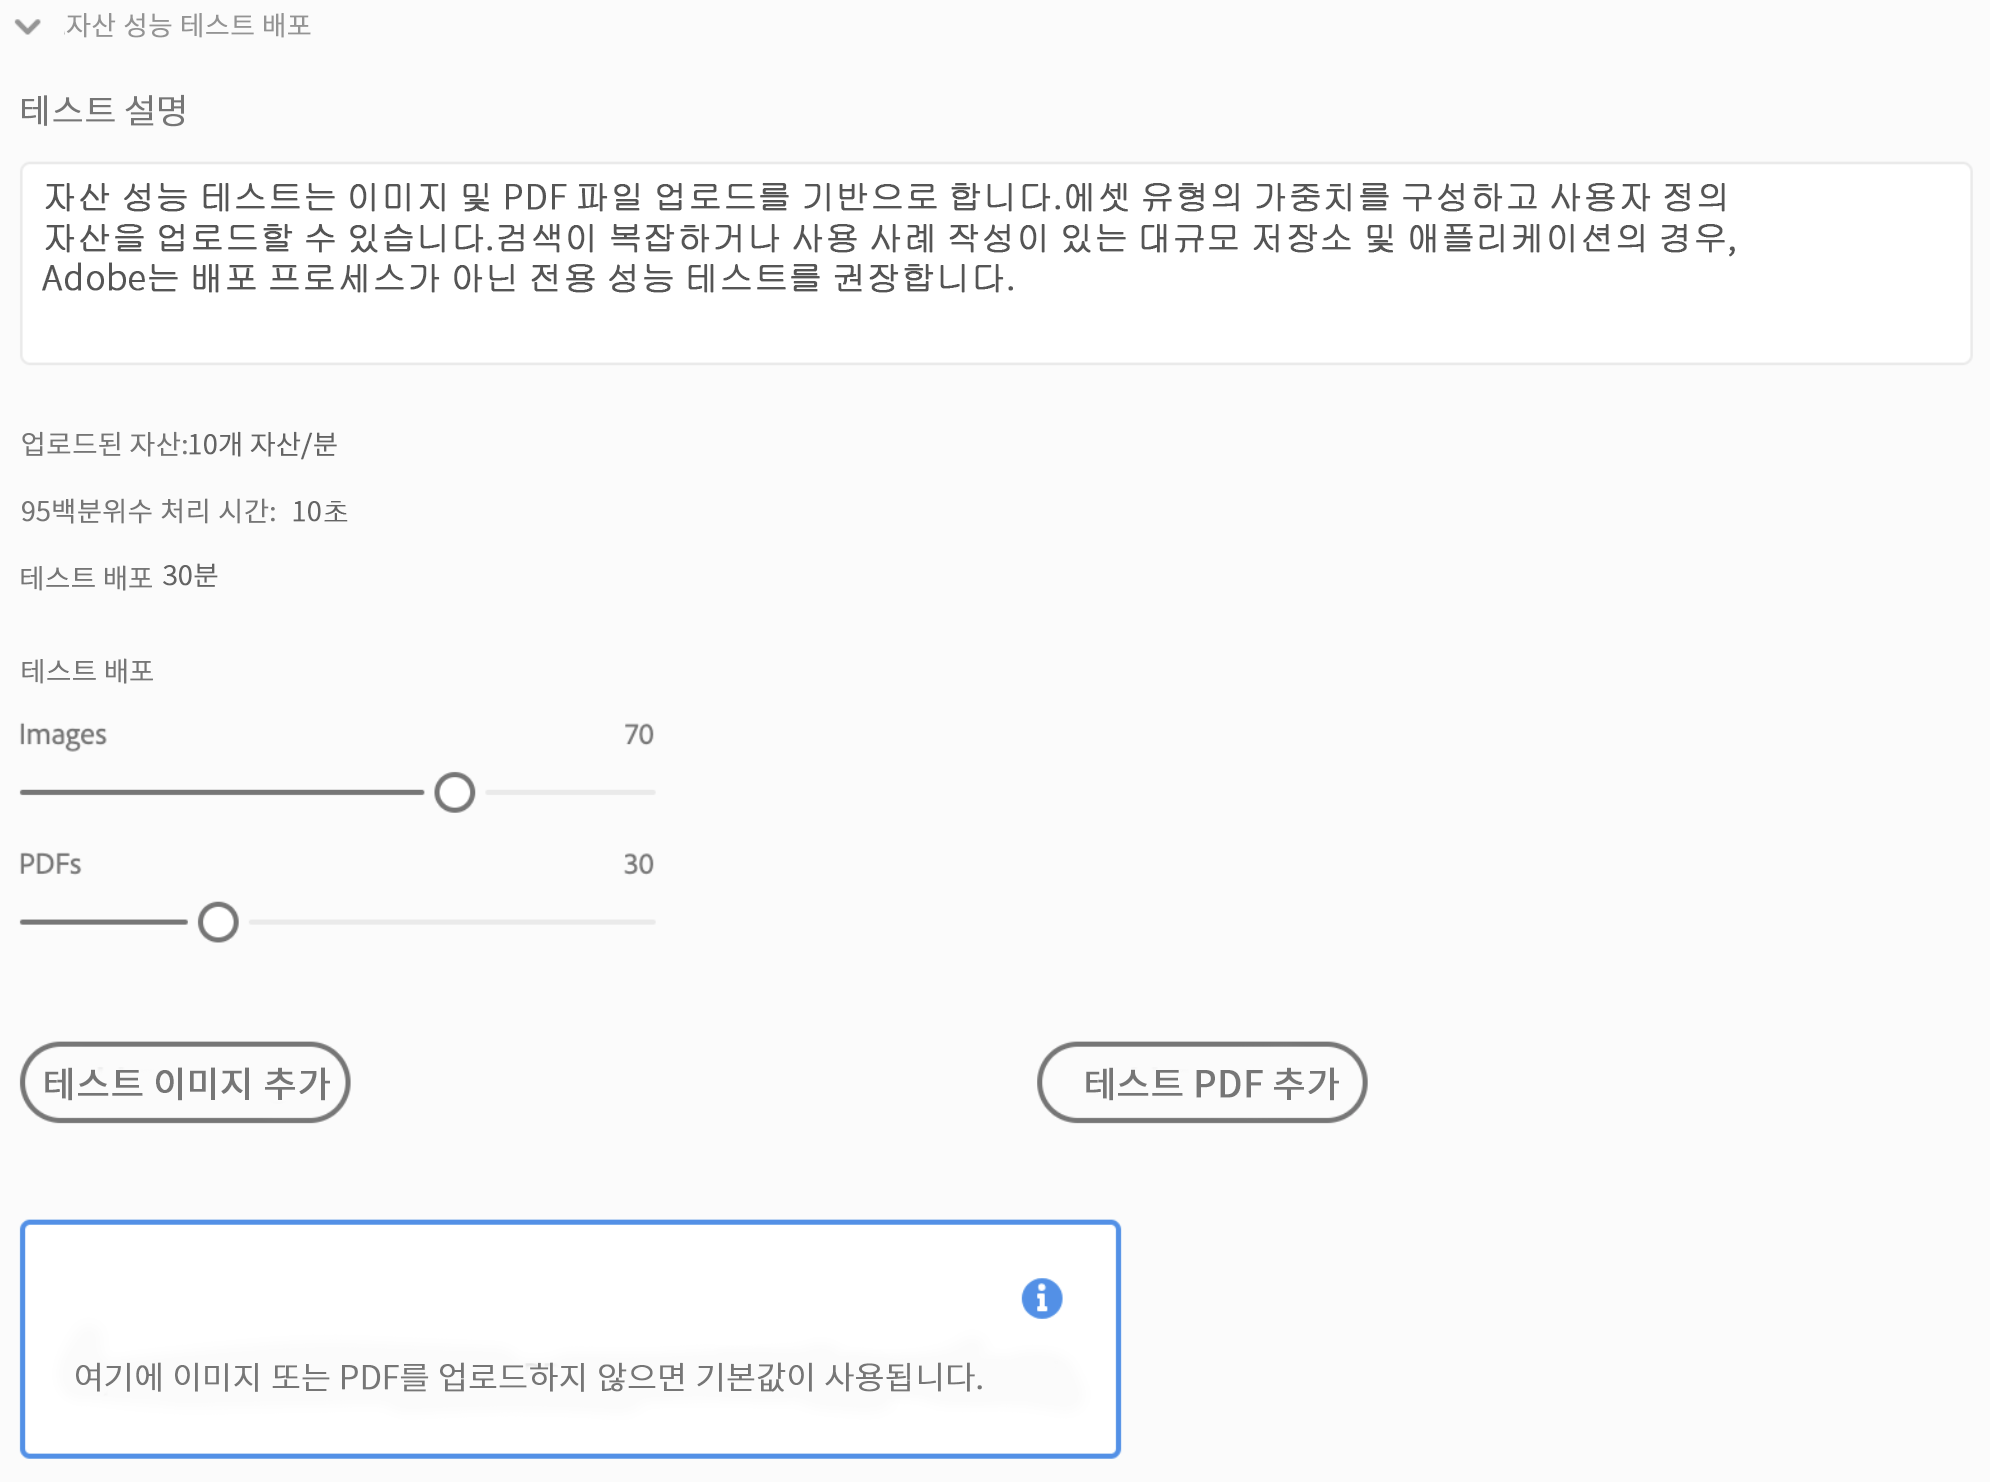 자산 성능 테스트 배포
테스트 설명
자산 성능 테스트는 이미지 및 PDF 파일 업로드를 기반으로 합니다.에셋 유형의 가중치를 구성하고 사용자 정의
자산을 업로드할 수 있습니다.검색이 복잡하거나 사용 사례 작성이 있는 대규모 저장소 및 애플리케이션의 경우,
Adobe는 배포 프로세스가 아닌 전용 성능 테스트를 권장합니다.
업로드된 자산:10개 자산/분
95백분위수 처리 시간: 10초
테스트 배포 30분
테스트 배포
Images 70
PDFs 30
테스트 이미지 추가 테스트 PDF 추가
여기에 이미지 또는 PDF를 업로드하지 않으면 기본값이 사용됩니다.